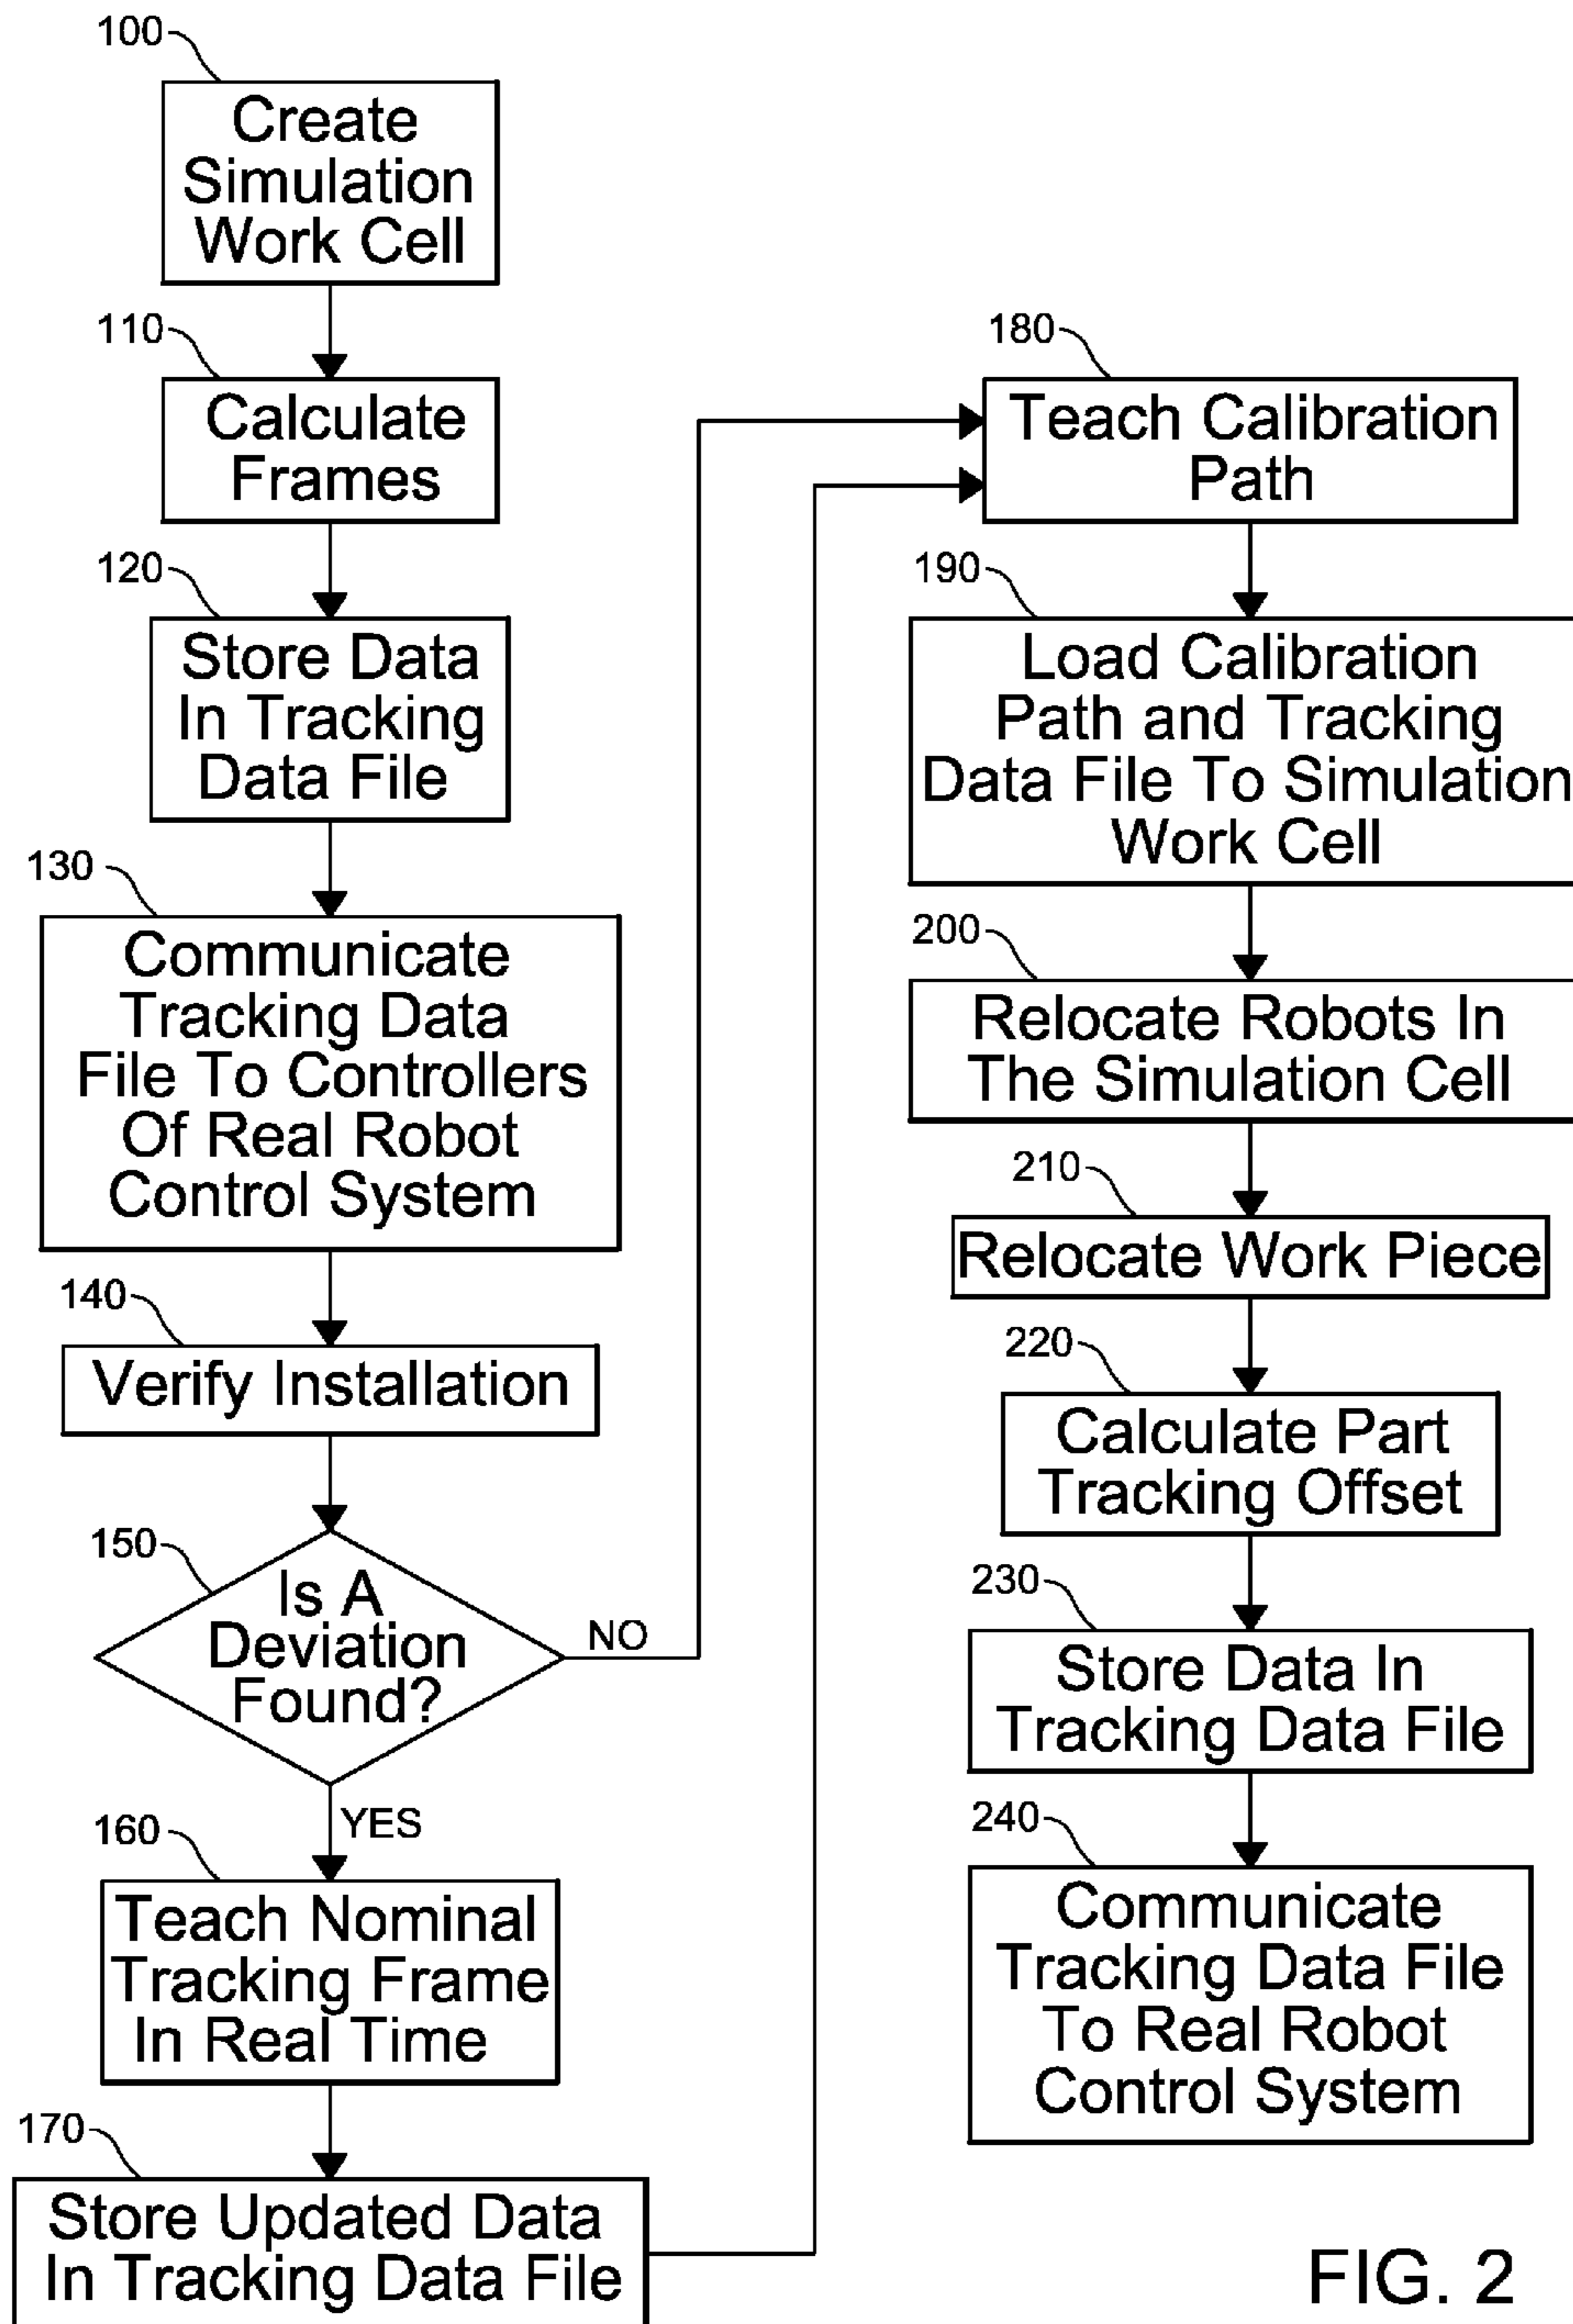 100
Create
Simulation
Work Cell
110
Calculate
Frames
120
Store Data
In Tracking
Data File
130
Communicate
Tracking Data
File To Controllers
Of Real Robot
Control System
140
Verify Installation
150
Is A
Deviation
Found?
NO
YES
160
Teach Nominal
Tracking Frame
In Real Time
170
Store Updated Data
In Tracking Data File
180
Teach Calibration
Path
190
Load Calibration
Path and Tracking
Data File To Simulation
Work Cell
200
Relocate Robots In
The Simulation Cell
210
Relocate Work Piece
220
Calculate Part
Tracking Offset
230
Store Data In
Tracking Data File
240
Communicate
Tracking Data File
To Real Robot
Control System
FIG. 2